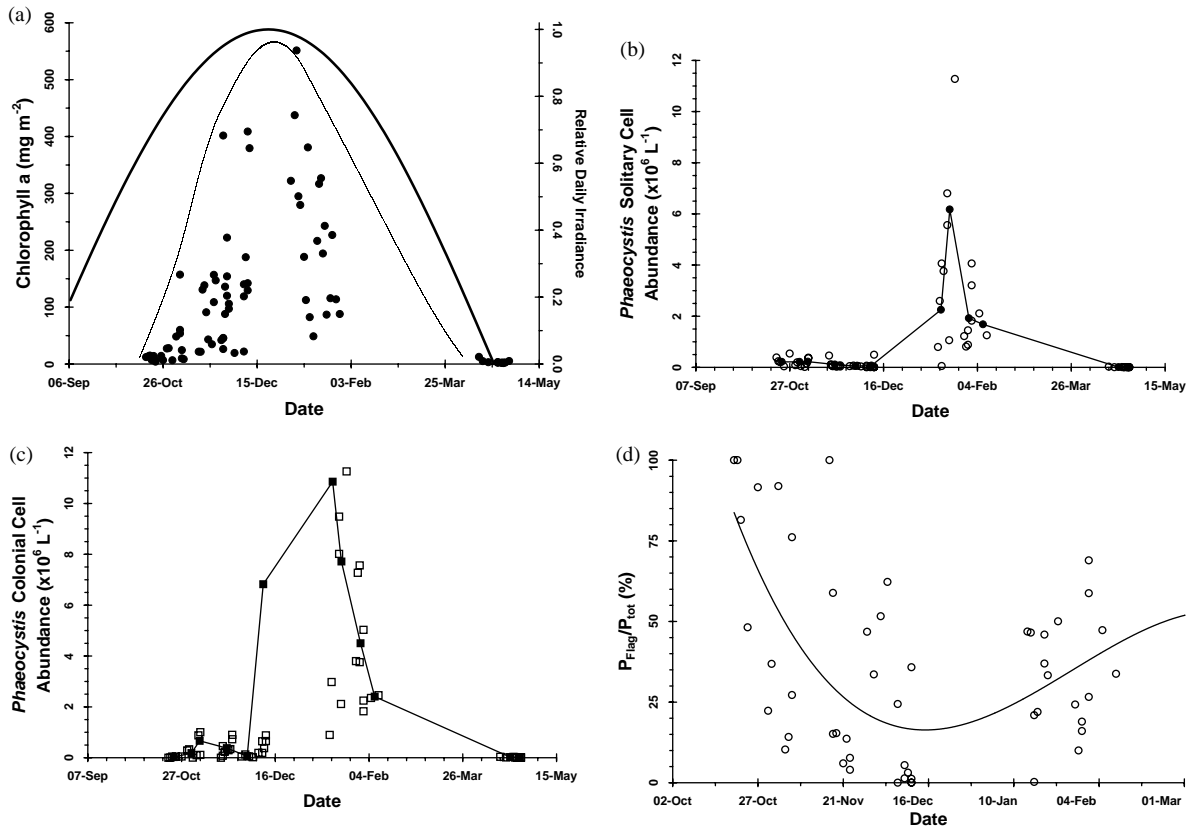 (a)
600
500
400
300
200
100
0
Chlorophyll a (mg m-2)
1.0
0.8
0.6
0.4
0.2
0.0
Relative Daily Irradiance
06-Sep 26-Oct 15-Dec 03-Feb 25-Mar 14-May
Date
(b)
12
10
8
6
4
2
0
Phaeocystis Solitary Cell
Abundance (x10⁶ L⁻¹)
07-Sep 27-Oct 16-Dec 04-Feb 26-Mar 15-May
Date
(c)
12
10
8
6
4
2
0
Phaeocystis Colonial Cell
Abundance (x10⁶ L⁻¹)
07-Sep 27-Oct 16-Dec 04-Feb 26-Mar 15-May
Date
(d)
100
75
50
25
0
P_Flag/P_tot (%)
02-Oct 27-Oct 21-Nov 16-Dec 10-Jan 04-Feb 01-Mar
Date